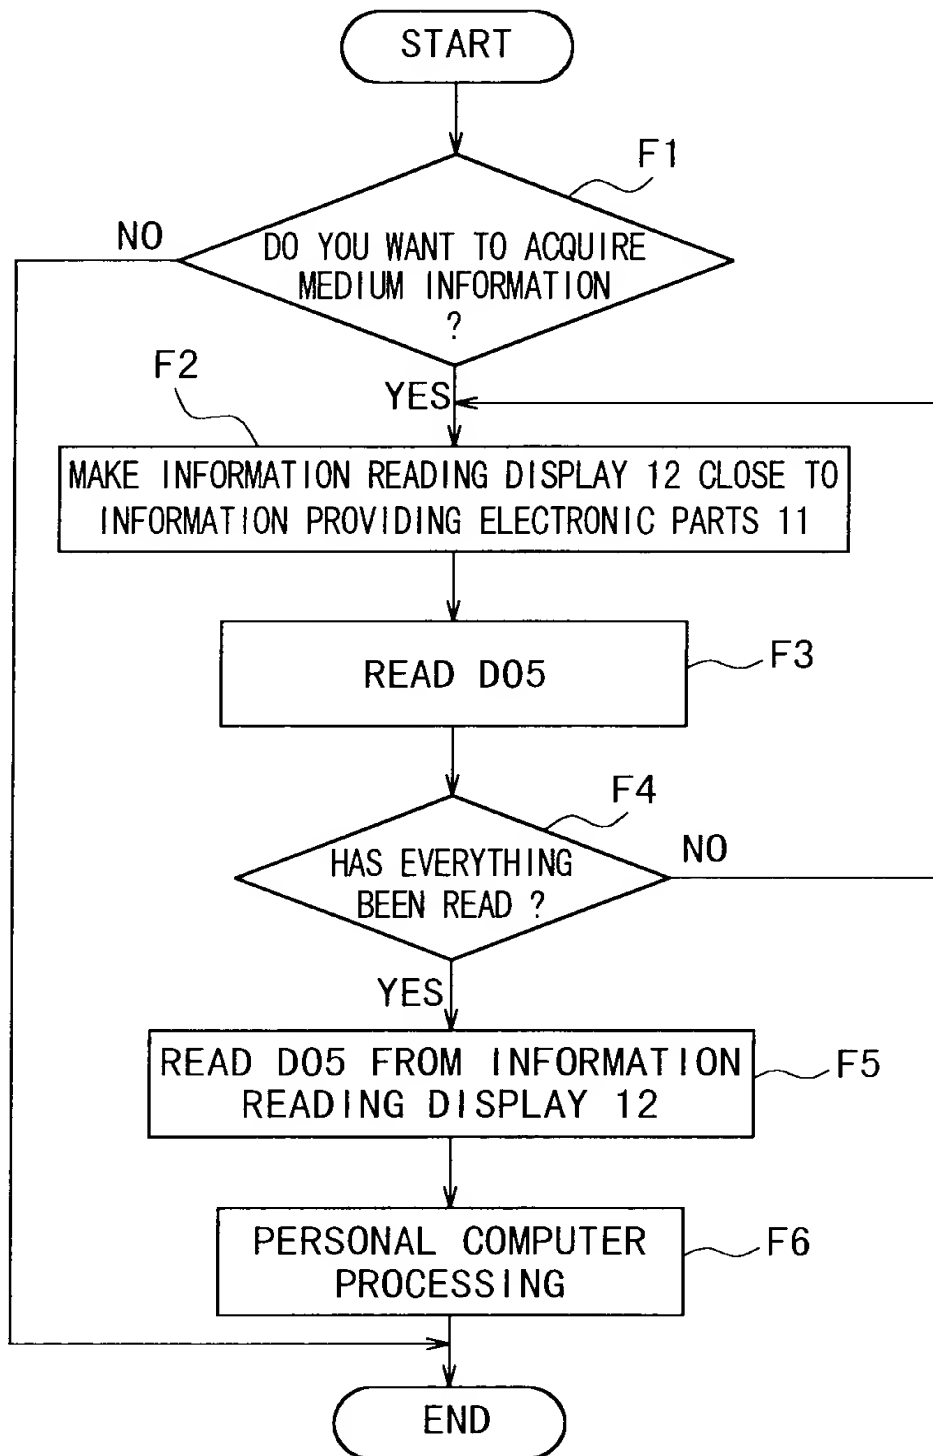 START
F1
NO
DO YOU WANT TO ACQUIRE
MEDIUM INFORMATION
?
F2
YES
MAKE INFORMATION READING DISPLAY 12 CLOSE TO
INFORMATION PROVIDING ELECTRONIC PARTS 11
READ D05
F3
F4
HAS EVERYTHING
BEEN READ ?
NO
YES
READ D05 FROM INFORMATION
READING DISPLAY 12
F5
PERSONAL COMPUTER
PROCESSING
F6
END